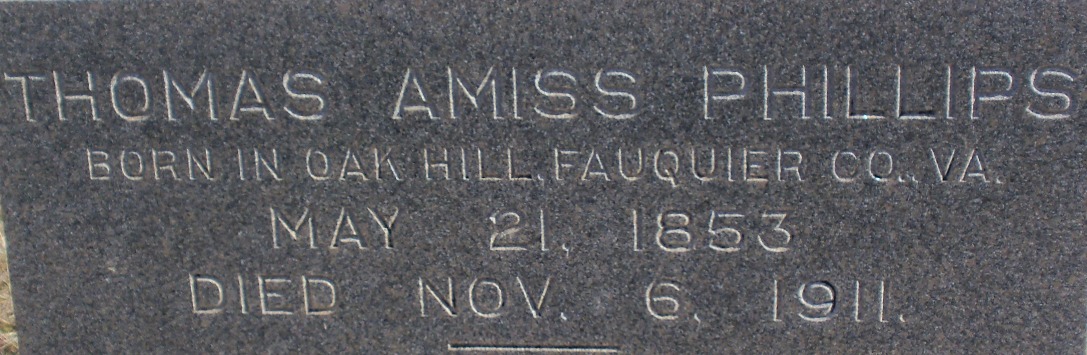 THOMAS AMISS PHILLIPS
BORN IN OAK HILL, FAUQUIER CO., VA.
MAY 21, 1853
DIED NOV. 6, 1911.